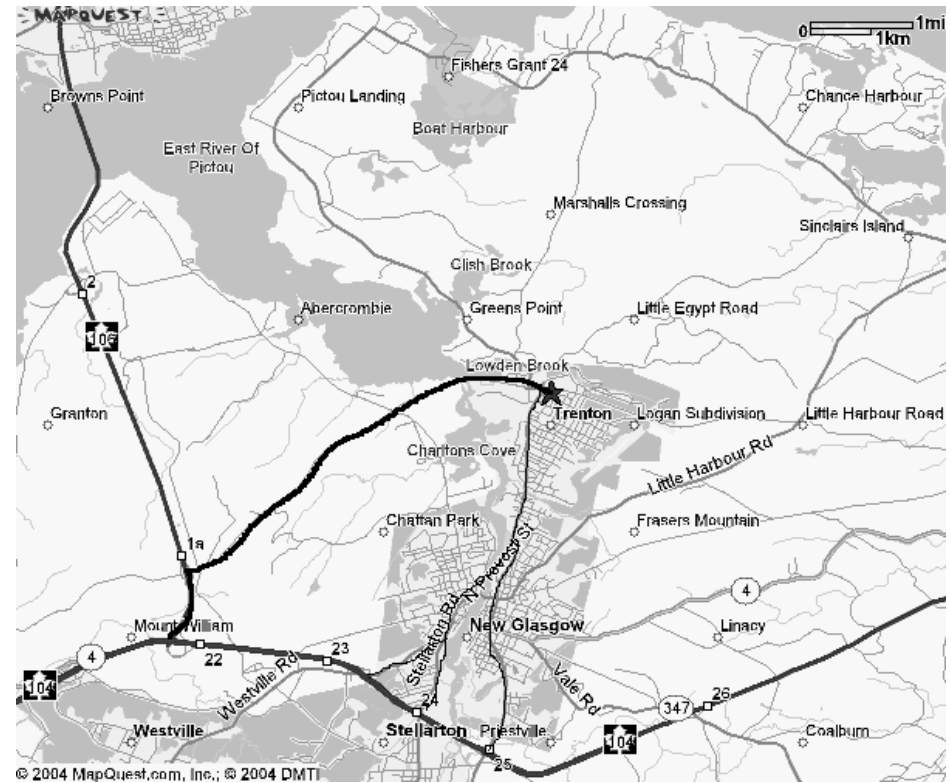 MAPQUEST
1mi
0
1km
Fishers Grant 24
Browns Point
Pictou Landing
Chance Harbour
Boat Harbour
East River Of
Pictou
Marshalls Crossing
Sinclairs Island
Clish Brook
2
Abercrombie
Greens Point
Little Egypt Road
106
Lowden Brook
Granton
Trenton
Logan Subdivision
Little Harbour Road
Charltons Cove
Little Harbour Rd
Chattan Park
Frasers Mountain
1a
N Provost St
4
Mount William
New Glasgow
Linacy
Stellarton Rd
22
23
4
Westville Rd
Vale Rd
104
24
26
347
Westville
Stellarton
Priestville
104
Coalburn
25
© 2004 MapQuest.com, Inc.; © 2004 DMTI